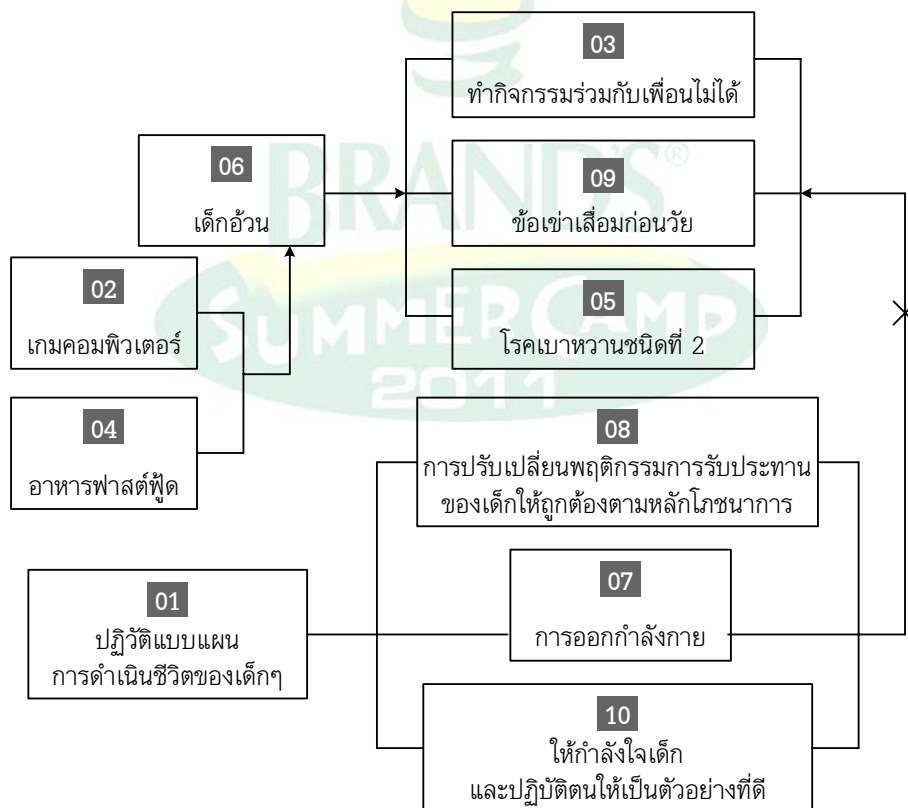 03
ทำกิจกรรมร่วมกับเพื่อนไม่ได้
06
เด็กอ้วน
09
ข้อเข่าเสื่อมก่อนวัย
02
เกมคอมพิวเตอร์
05
โรคเบาหวานชนิดที่ 2
04
อาหารฟาสต์ฟู้ด
08
การปรับเปลี่ยนพฤติกรรมการรับประทาน
ของเด็กให้ถูกต้องตามหลักโภชนาการ
01
ปฏิวัติแบบแผน
การดำเนินชีวิตของเด็กๆ
07
การออกกำลังกาย
10
ให้กำลังใจเด็ก
และปฏิบัติตนให้เป็นตัวอย่างที่ดี
BRAND'S®
SUMMER CAMP
2011